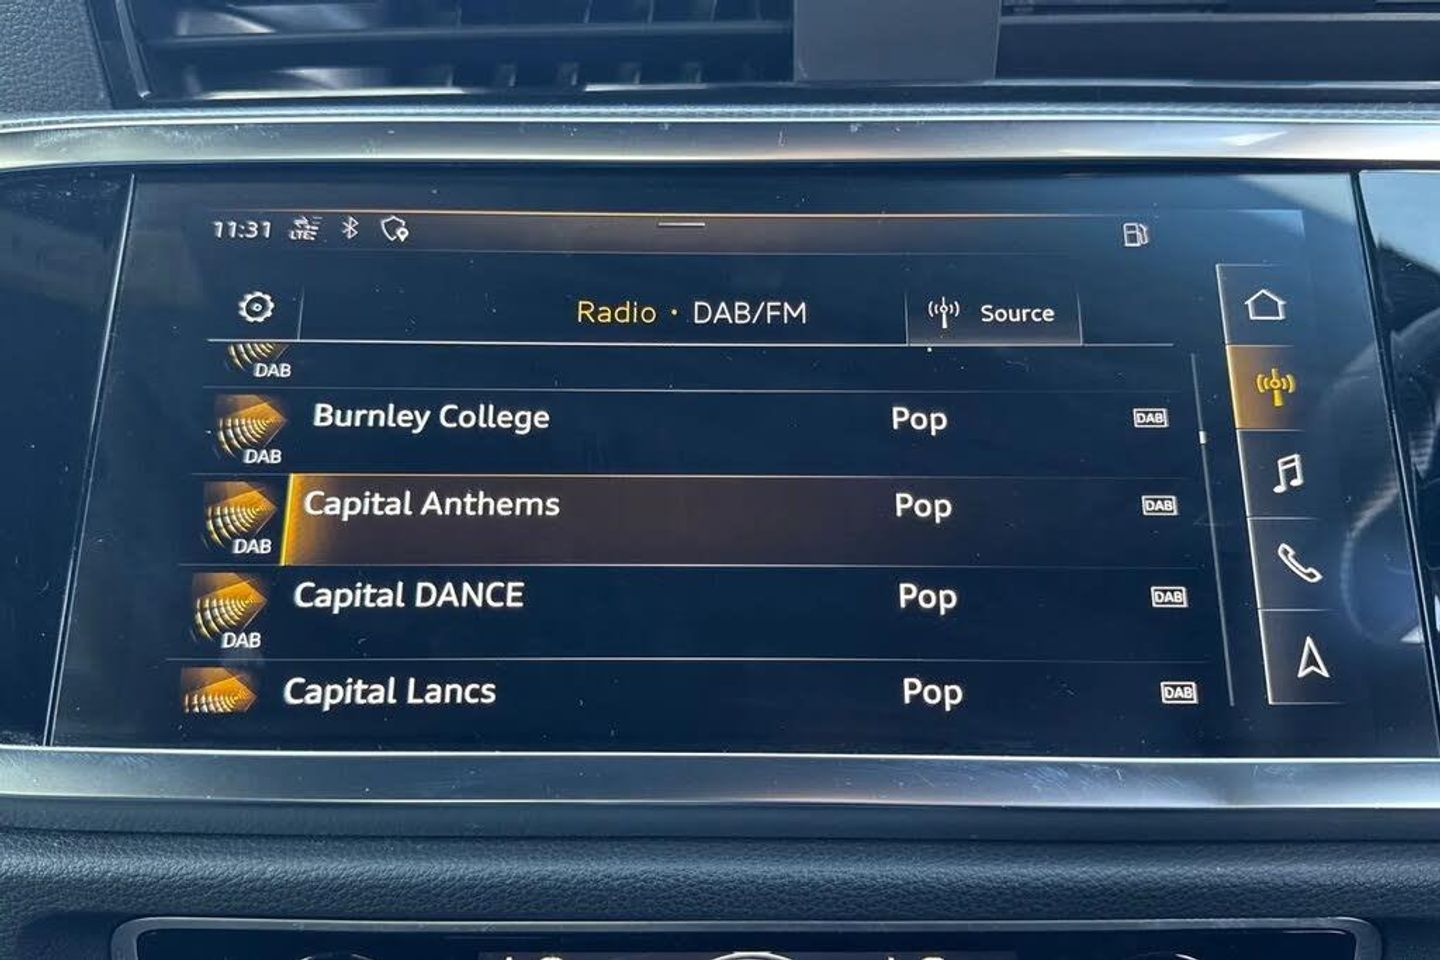 11:31 LTE
Radio • DAB/FM Source
DAB
Burnley College Pop DAB
DAB
Capital Anthems Pop DAB
DAB
Capital DANCE Pop DAB
DAB
Capital Lancs Pop DAB